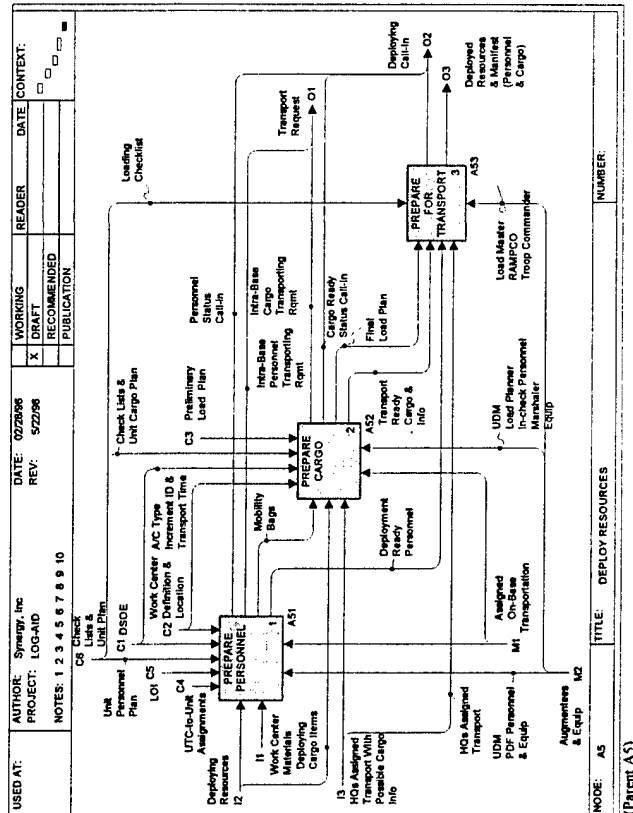 USED AT:
AUTHOR: Synergy, Inc
PROJECT: LOG-AID
NOTES: 1 2 3 4 5 6 7 8 9 10
DATE: 02/28/96
REV: 5/22/96
WORKING
X DRAFT
RECOMMENDED
PUBLICATION
READER
DATE
CONTEXT:
C6 Check
Lists &
Unit Plan
Unit
Personnel
Plan
LOI C5
C4
UTC-to-Unit
Assignments
C1 DSOE
Work Center
C2 Definition &
Location
A/C Type
Increment ID &
Transport Time
Check Lists &
Unit Cargo Plan
C3 Preliminary
Load Plan
Loading
Checklist
Deploying
Resources
I2
I1
Work Center
Materials
Deploying
Cargo Items
I3
HQs Assigned
Transport With
Possible Cargo
Info
PREPARE
PERSONNEL
1
A51
Personnel
Status
Call-In
Intra-Base
Personnel
Transporting
Rqmt
Intra-Base
Cargo
Transporting
Rqmt
Transport
Request
O1
Mobility
Bags
Deployment
Ready
Personnel
PREPARE
CARGO
2
A52
Cargo Ready
Status Call-In
Final
Load Plan
Transport
Ready
Cargo &
Info
PREPARE
FOR
TRANSPORT
3
A53
Deploying
Call-In
O2
O3
Deployed
Resources
& Manifest
(Personnel
& Cargo)
HQs Assigned
Transport
UDM
PDF Personnel
& Equip
M1
Assigned
On-Base
Transportation
Augmentees
& Equip
M2
UDM
Load Planner
In-check Personnel
Marshaler
Equip
Load Master
RAMPCO
Troop Commander
NODE: A5
TITLE: DEPLOY RESOURCES
NUMBER:
(Parent A5)